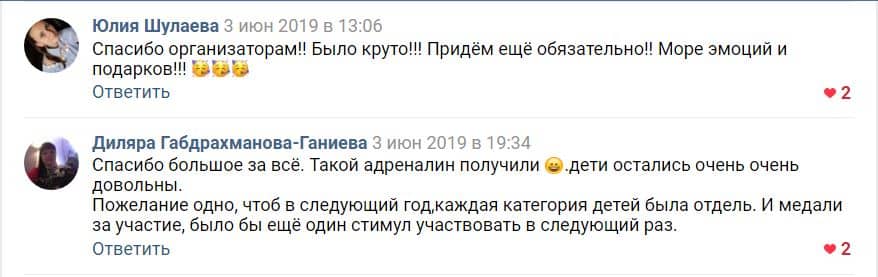 Юлия Шулаева 3 июн 2019 в 13:06
Спасибо организаторам!! Было круто!!! Придём ещё обязательно!! Море эмоций и
подарков!!! 🥳🥳🥳
Ответить
2
Диляра Габдрахманова-Ганиева 3 июн 2019 в 19:34
Спасибо большое за всё. Такой адреналин получили 😀.дети остались очень очень
довольны.
Пожелание одно, чтоб в следующий год,каждая категория детей была отдель. И медали
за участие, было бы ещё один стимул участвовать в следующий раз.
Ответить
2